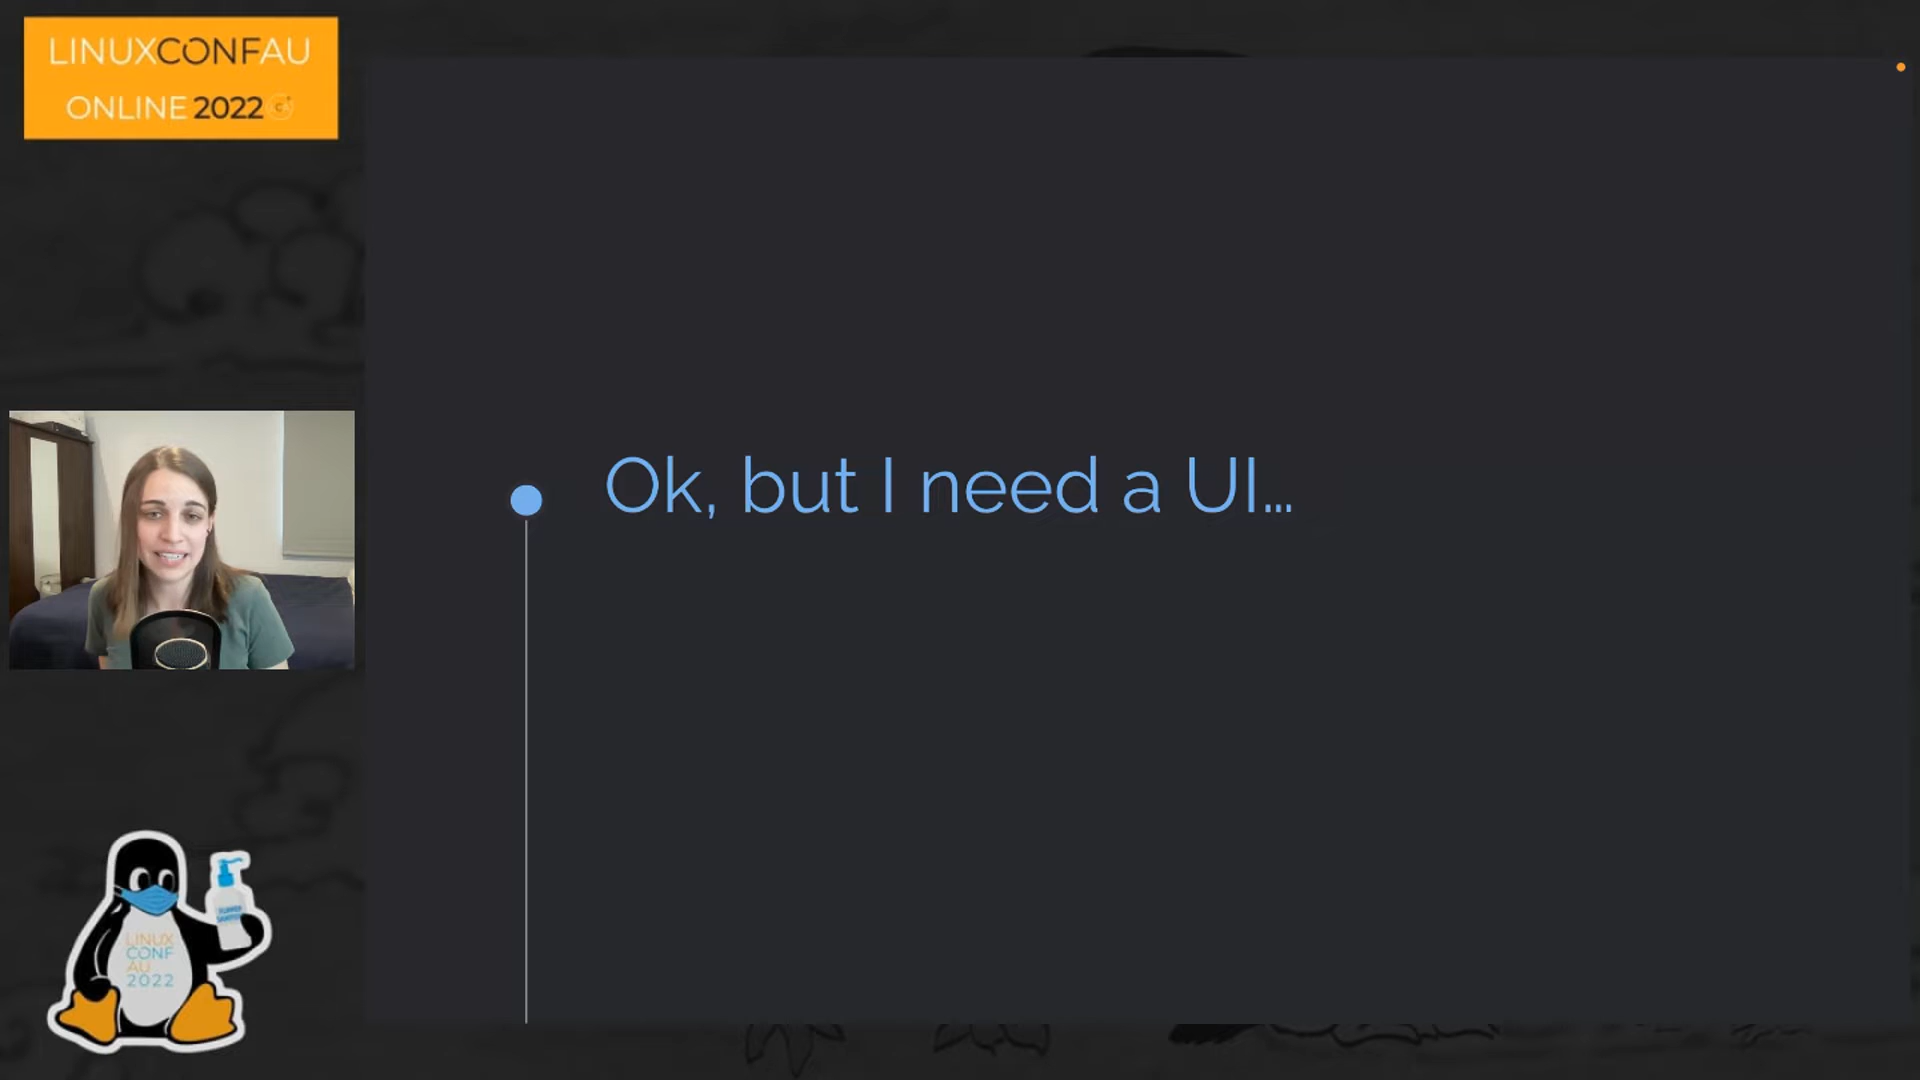 LINUXCONFAU
ONLINE 2022
Ok, but I need a UI...
LINUX
CONF
AU
2022